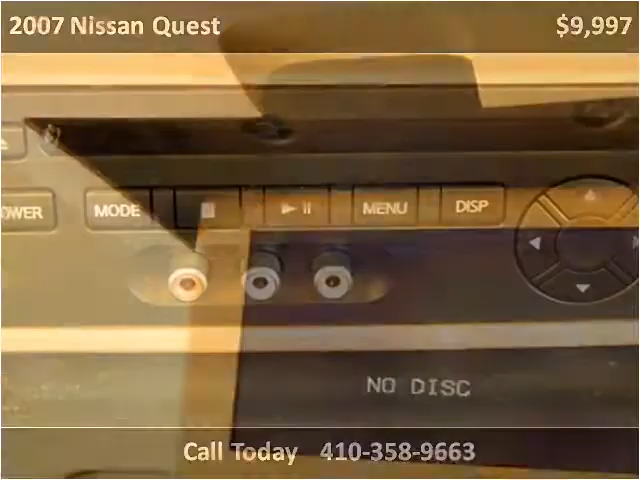 2007 Nissan Quest $9,997
OWER MODE MENU DISP
NO DISC
Call Today 410-358-9663